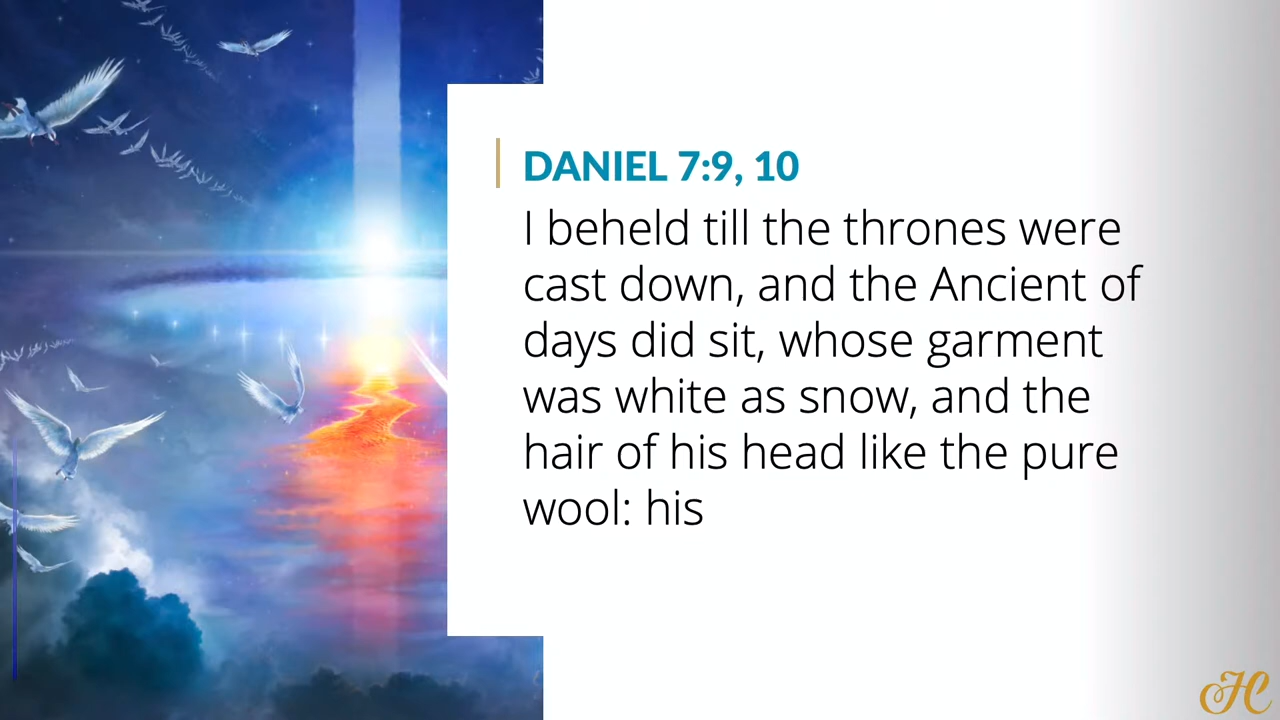 DANIEL 7:9, 10
I beheld till the thrones were
cast down, and the Ancient of
days did sit, whose garment
was white as snow, and the
hair of his head like the pure
wool: his
HC